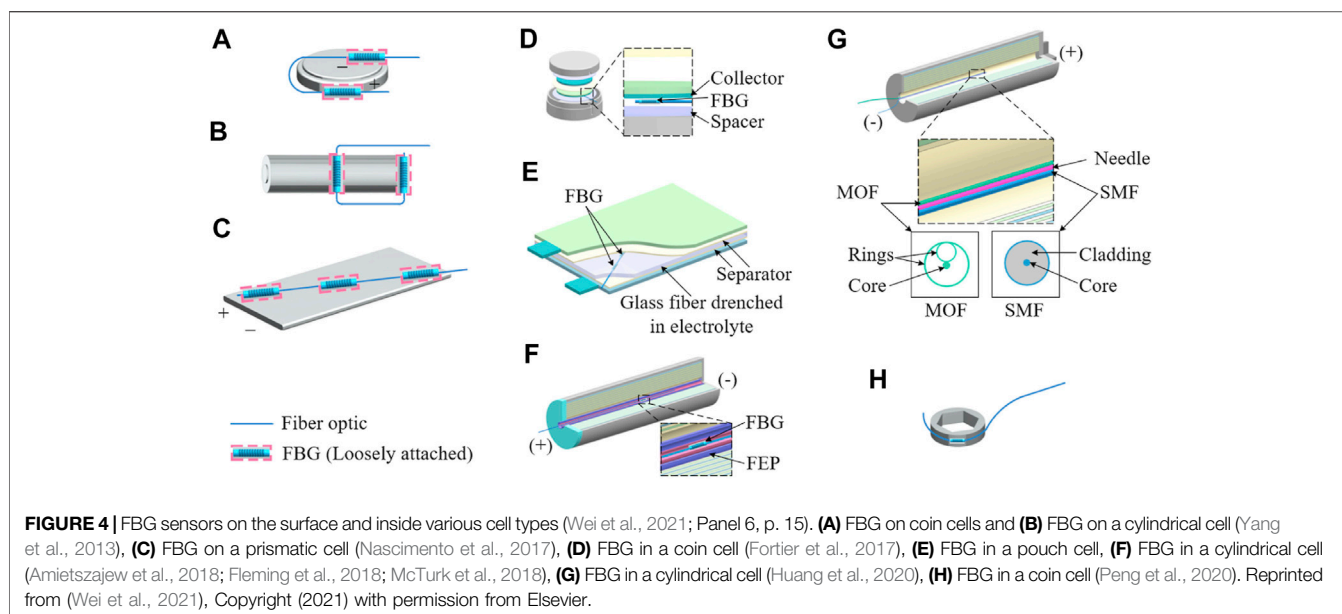 A
−
+
B
C
+
−
Fiber optic
FBG (Loosely attached)
D
Collector
FBG
Spacer
E
FBG
Separator
Glass fiber drenched
in electrolyte
F
(-)
(+)
FBG
FEP
G
(+)
(-)
Needle
MOF
SMF
Rings
Core
Cladding
Core
MOF
SMF
H
FIGURE 4 | FBG sensors on the surface and inside various cell types (Wei et al., 2021; Panel 6, p. 15). (A) FBG on coin cells and (B) FBG on a cylindrical cell (Yang
et al., 2013), (C) FBG on a prismatic cell (Nascimento et al., 2017), (D) FBG in a coin cell (Fortier et al., 2017), (E) FBG in a pouch cell, (F) FBG in a cylindrical cell
(Amietszajew et al., 2018; Fleming et al., 2018; McTurk et al., 2018), (G) FBG in a cylindrical cell (Huang et al., 2020), (H) FBG in a coin cell (Peng et al., 2020). Reprinted
from (Wei et al., 2021), Copyright (2021) with permission from Elsevier.